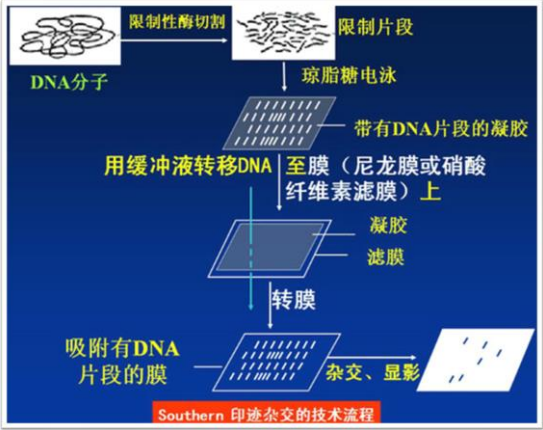 限制性酶切割
限制片段
DNA分子
琼脂糖电泳
带有DNA片段的凝胶
用缓冲液转移DNA 至膜（尼龙膜或硝酸
纤维素滤膜）上
凝胶
滤膜
转膜
吸附有DNA
片段的膜
杂交、显影
Southern 印迹杂交的技术流程